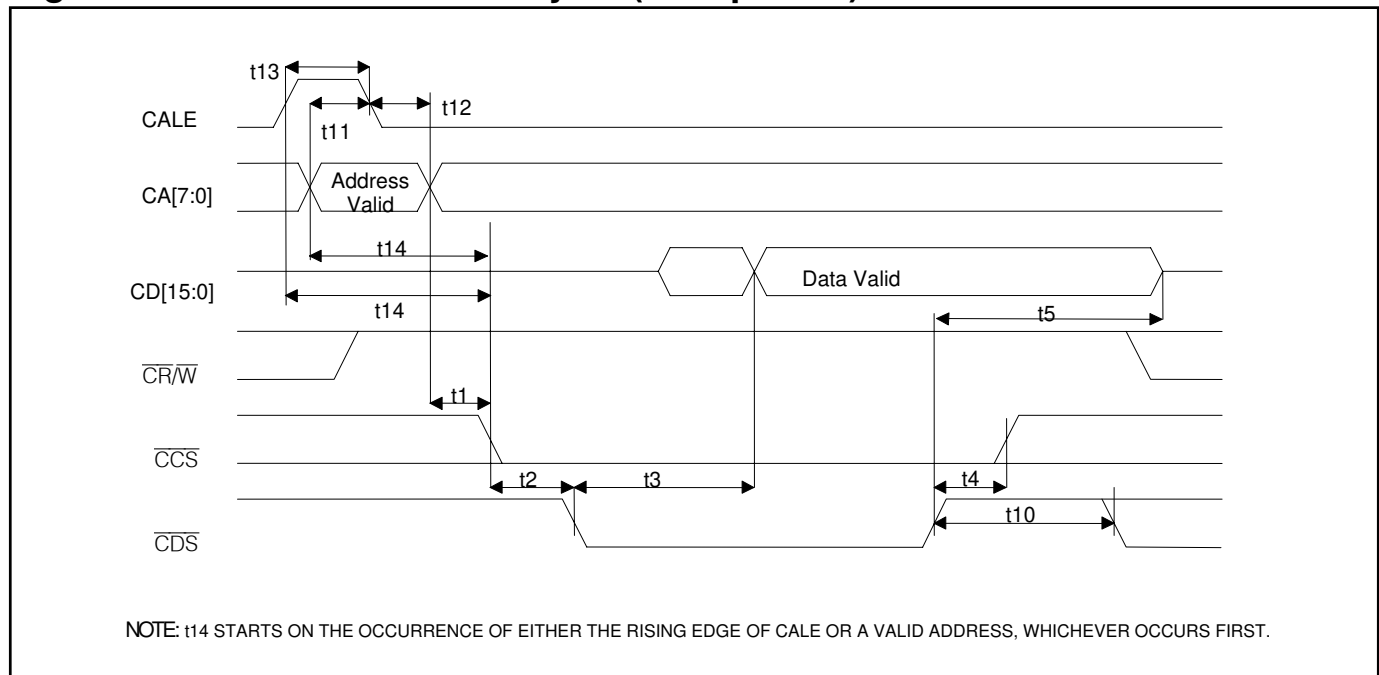 t13
t12
CALE
t11
CA[7:0]
Address
Valid
t14
CD[15:0]
Data Valid
t14
t5
CR/W
t1
CCS
t2
t3
t4
t10
CDS
NOTE: t14 STARTS ON THE OCCURRENCE OF EITHER THE RISING EDGE OF CALE OR A VALID ADDRESS, WHICHEVER OCCURS FIRST.